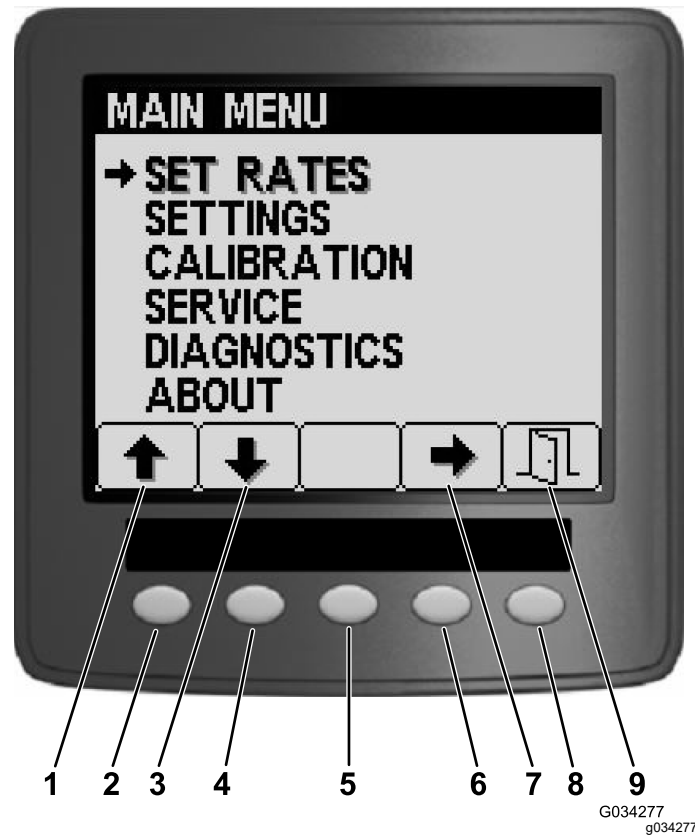 MAIN MENU
SET RATES
SETTINGS
CALIBRATION
SERVICE
DIAGNOSTICS
ABOUT
1 2 3 4 5 6 7 8 9
G034277
g034277